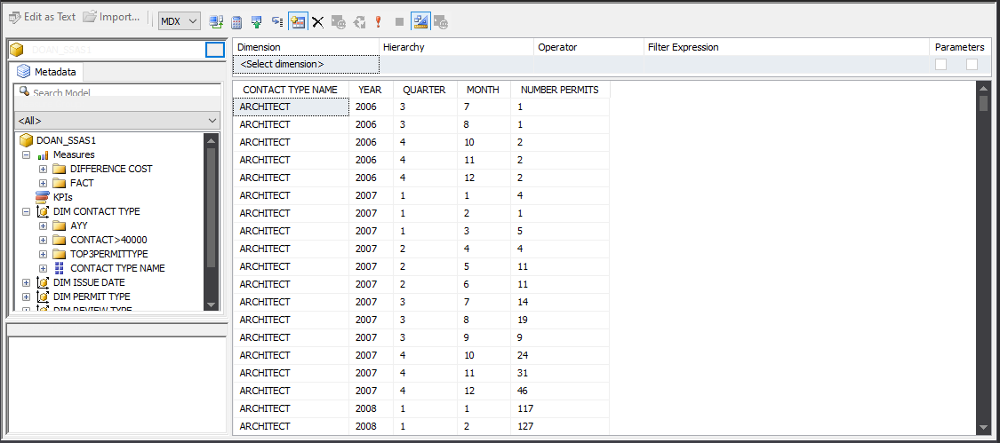 Edit as Text Import... MDX
DOAN_SSAS1
Metadata
Search Model
<All>
DOAN_SSAS1
Measures
DIFFERENCE COST
FACT
KPIs
DIM CONTACT TYPE
AYY
CONTACT>40000
TOP3PERMITTYPE
CONTACT TYPE NAME
DIM ISSUE DATE
DIM PERMIT TYPE
DIM REVIEW TYPE
Dimension Hierarchy Operator Filter Expression Parameters
<Select dimension>
CONTACT TYPE NAME YEAR QUARTER MONTH NUMBER PERMITS
ARCHITECT 2006 3 7 1
ARCHITECT 2006 3 8 1
ARCHITECT 2006 4 10 2
ARCHITECT 2006 4 11 2
ARCHITECT 2006 4 12 2
ARCHITECT 2007 1 1 4
ARCHITECT 2007 1 2 1
ARCHITECT 2007 1 3 5
ARCHITECT 2007 2 4 4
ARCHITECT 2007 2 5 11
ARCHITECT 2007 2 6 11
ARCHITECT 2007 3 7 14
ARCHITECT 2007 3 8 19
ARCHITECT 2007 3 9 9
ARCHITECT 2007 4 10 24
ARCHITECT 2007 4 11 31
ARCHITECT 2007 4 12 46
ARCHITECT 2008 1 1 117
ARCHITECT 2008 1 2 127